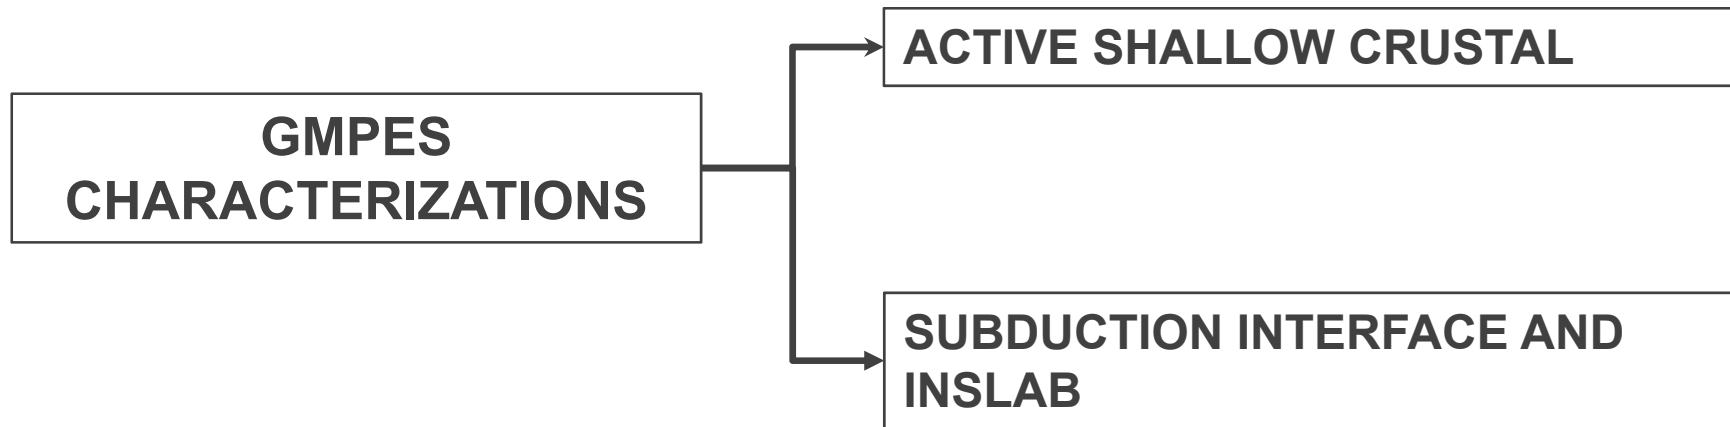 GMPES
CHARACTERIZATIONS
ACTIVE SHALLOW CRUSTAL
SUBDUCTION INTERFACE AND
INSLAB